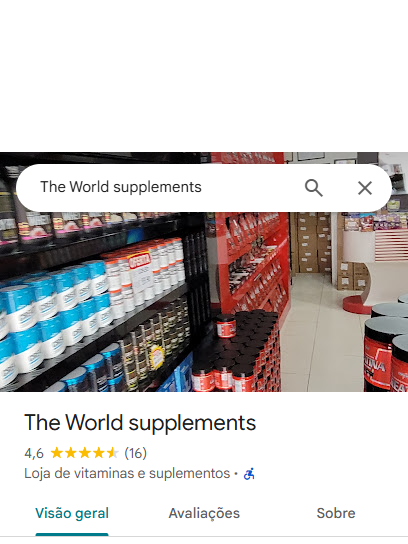 The World supplements
The World supplements
4,6 (16)
Loja de vitaminas e suplementos ·
Visão geral Avaliações Sobre